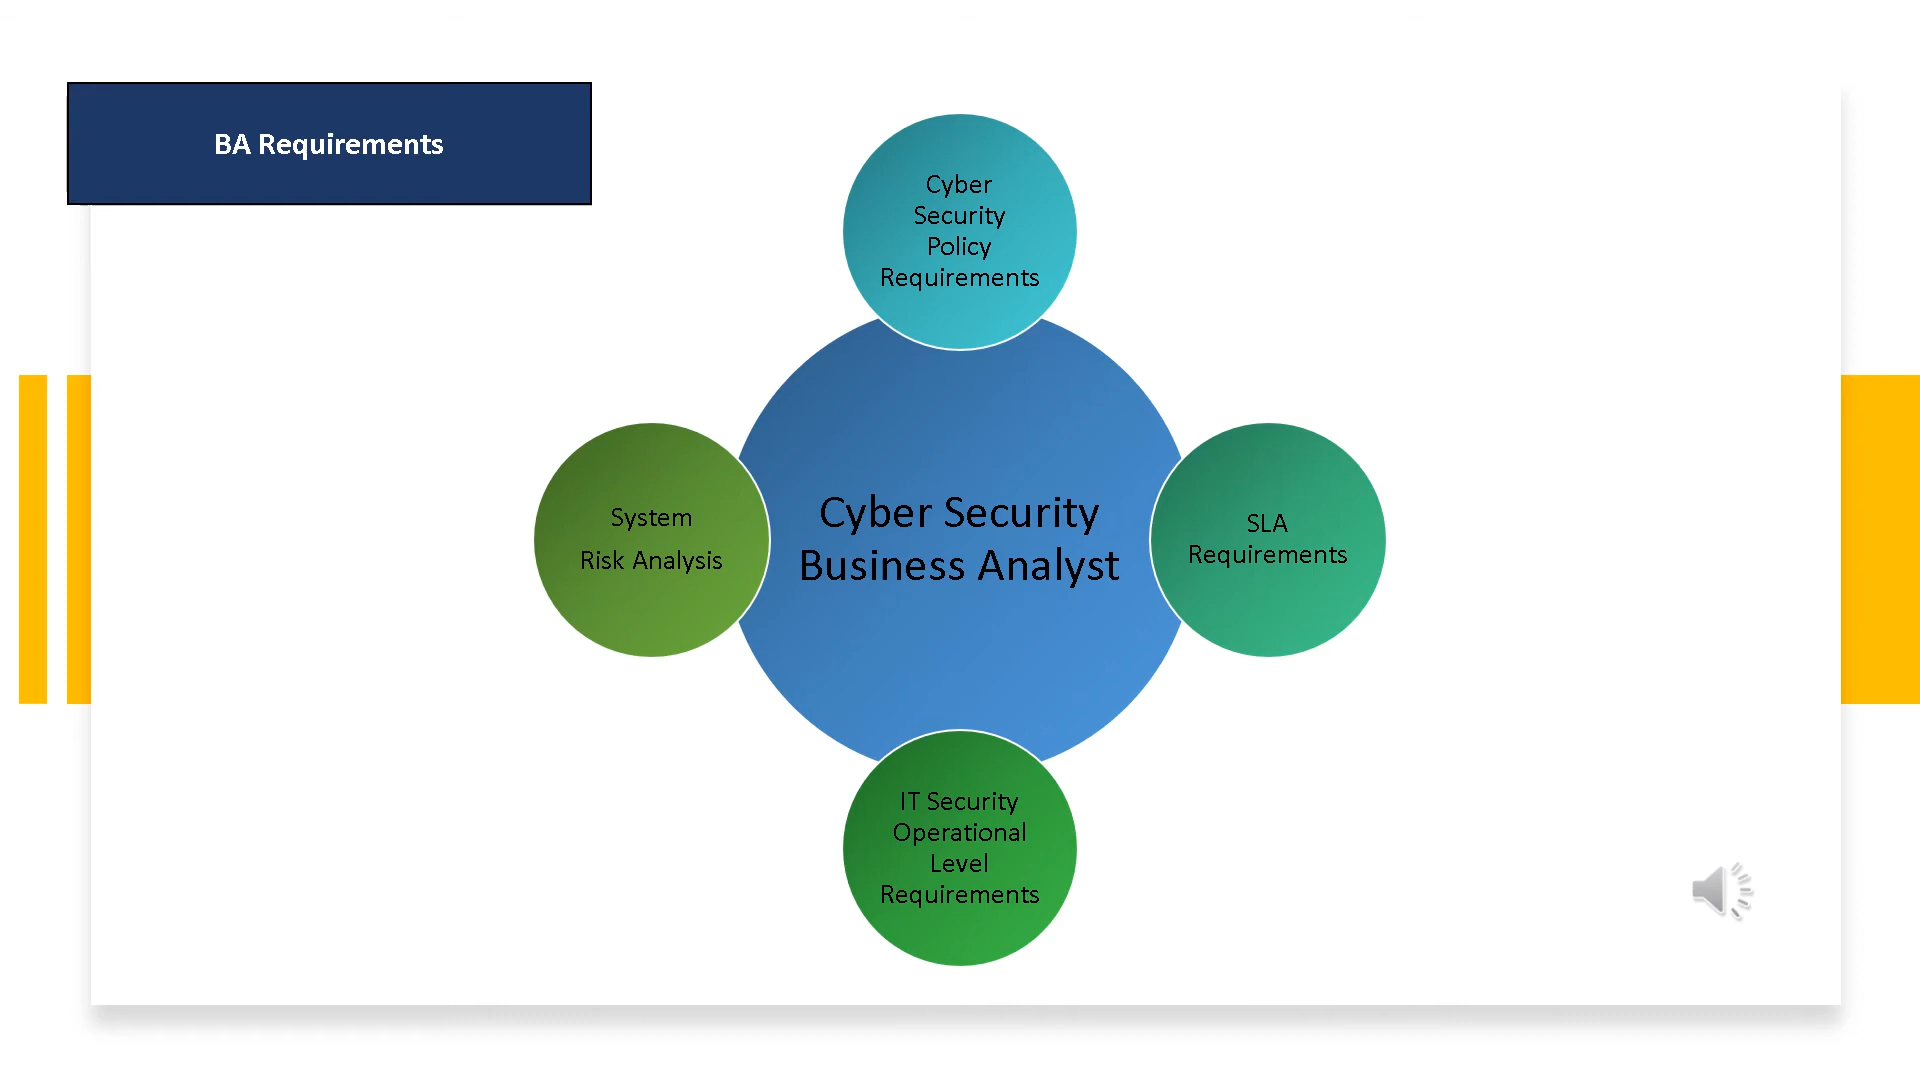 BA Requirements
Cyber
Security
Policy
Requirements
System
Risk Analysis
Cyber Security
Business Analyst
SLA
Requirements
IT Security
Operational
Level
Requirements